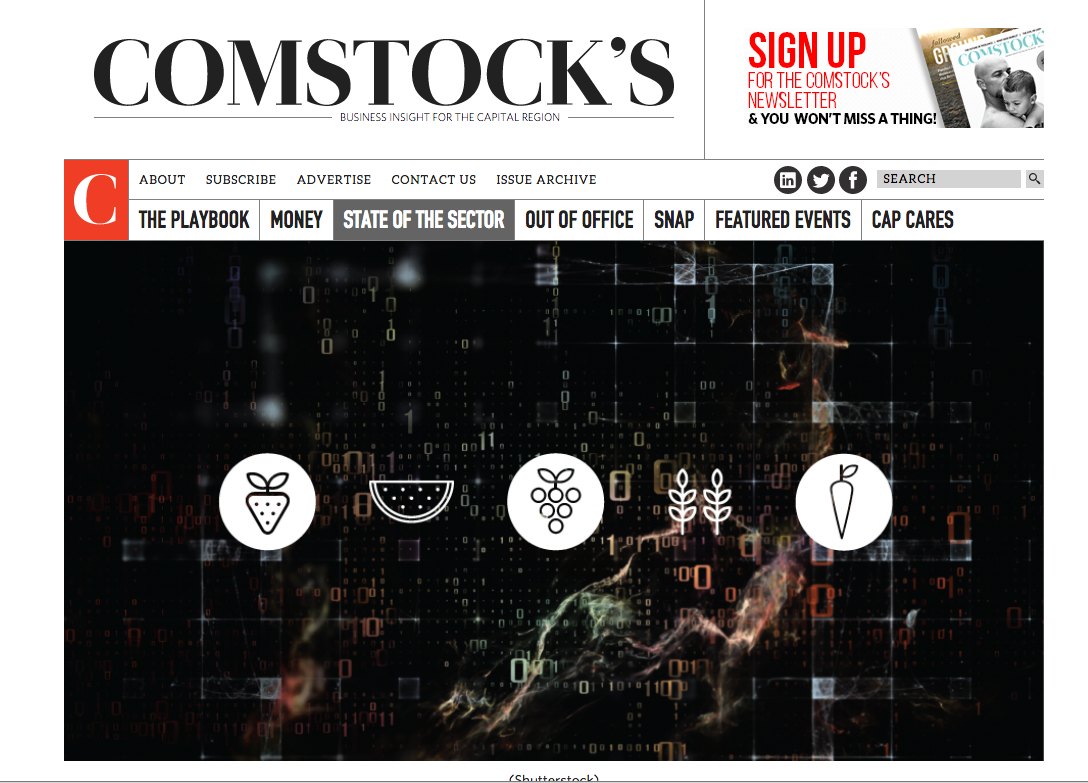 COMSTOCK'S
BUSINESS INSIGHT FOR THE CAPITAL REGION
SIGN UP
FOR THE COMSTOCK'S
NEWSLETTER
& YOU WON'T MISS A THING!
COMSTOCK'S
C
ABOUT SUBSCRIBE ADVERTISE CONTACT US ISSUE ARCHIVE
in f SEARCH
THE PLAYBOOK MONEY STATE OF THE SECTOR OUT OF OFFICE SNAP FEATURED EVENTS CAP CARES
(Shutterstock)